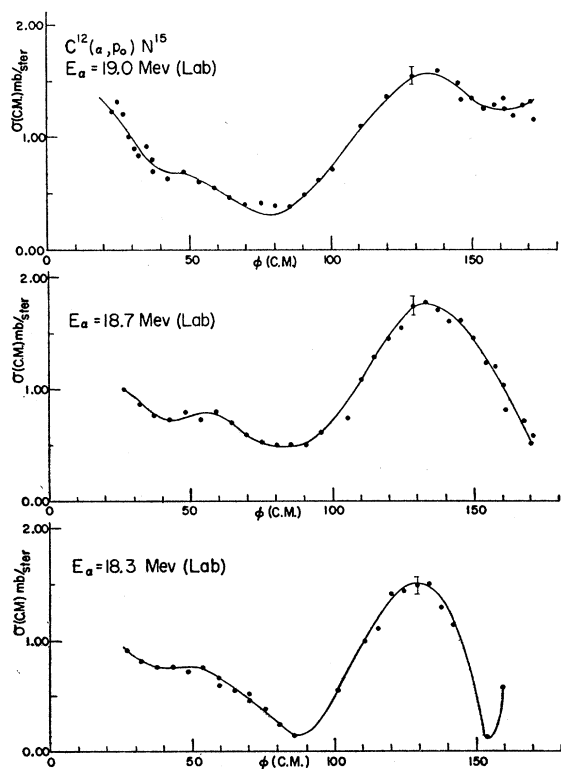 2.00
C¹²(α,p₀) N¹⁵
Eα = 19.0 Mev (Lab)
σ(C.M.) mb/ster
1.00
0.00
0 50 100 150
φ (C.M.)
2.00
Eα = 18.7 Mev (Lab)
σ(C.M.) mb/ster
1.00
0.00
0 50 100 150
φ (C.M.)
2.00
Eα = 18.3 Mev (Lab)
σ(C.M) mb/ster
1.00
0.00
0 50 100 150
φ (C.M.)